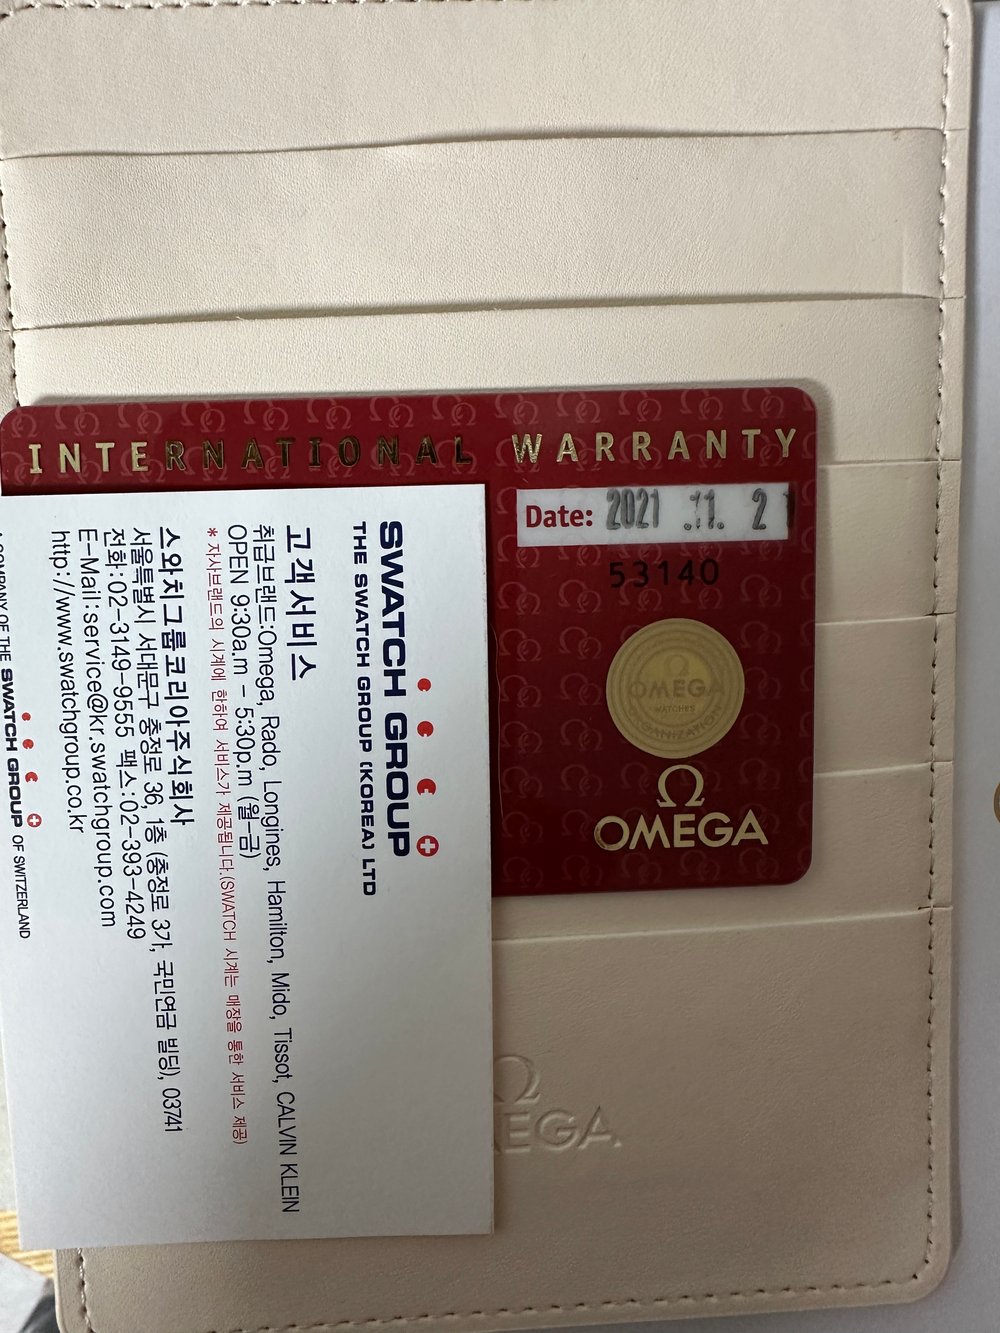 INTERNATIONAL WARRANTY
Date: 2021 .11. 2
53140
OMEGA
WATCHES
ORGANIZATION
Ω
OMEGA
SWATCH GROUP
THE SWATCH GROUP (KOREA) LTD
고객서비스
취급브랜드:Omega, Rado, Longines, Hamilton, Mido, Tissot, CALVIN KLEIN
OPEN 9:30a.m - 5:30p.m (월-금)
* 자사브랜드의 시계에 한하여 서비스가 제공됩니다.(SWATCH 시계는 매장을 통한 서비스 제공)
스와치그룹코리아주식회사
서울특별시 서대문구 충정로 36, 1층 (충정로 3가, 국민연금 빌딩), 03741
전화:02-3149-9555 팩스:02-393-4249
E-Mail:service@kr.swatchgroup.com
http://www.swatchgroup.co.kr
A COMPANY OF THE SWATCH GROUP OF SWITZERLAND
Ω
MEGA